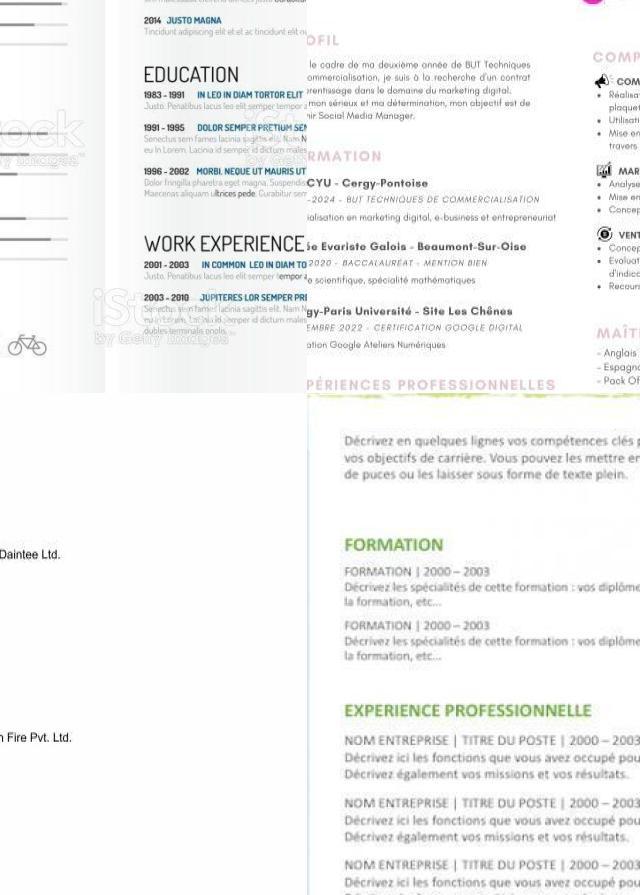 2014 JUSTO MAGNA
Tincidunt adipiscing elit et et ac tincidunt elit
EDUCATION
1983 - 1991 IN LEO IN DIAM TORTOR ELIT
Justo. Penatibus lacus leo elit semper tempor
1991 - 1995 DOLOR SEMPER PRETIUM SE
Senectus sem fames lacinia sagittis elit. Nam N
eu In Lorem. Lacinia id semper id dictum males
1996 - 2002 MORBI. NEQUE UT MAURIS UT
Dolor fringilla pharetra eget magna. Suspendis
Maecenas aliquam ultrices pede. Curabitur sem
WORK EXPERIENCE
2001 - 2003 IN COMMON LEO IN DIAM TO
Justo. Penatibus lacus leo elit semper tempor
2003 - 2010 JUPITERES LOR SEMPER PR
Senectus sem fames lacinia sagittis elit. Nam N
eu In Lorem. Lacinia id semper id dictum males
dubles terminalis onolis
iStock
by Getty Images™
OFIL
le cadre de ma deuxième année de BUT Techniques
ommercialisation, je suis à la recherche d'un contrat
prentissage dans le domaine du marketing digital.
mon sérieux et ma détermination, mon objectif est de
nir Social Media Manager.
RMATION
CYU - Cergy-Pontoise
-2024 - BUT TECHNIQUES DE COMMERCIALISATION
ialisation en marketing digital, e-business et entrepreneuriat
ée Evariste Galois - Beaumont-Sur-Oise
2020 - BACCALAURÉAT - MENTION BIEN
e scientifique, spécialité mathématiques
gy-Paris Université - Site Les Chênes
EMBRE 2022 - CERTIFICATION GOOGLE DIGITAL
ation Google Ateliers Numériques
PÉRIENCES PROFESSIONNELLES
COMP
COM
Réalisa
plaquet
Utilisati
Mise en
travers
MAR
Analyse
Mise en
Concep
VENT
Concep
Evaluat
d'indica
Recours
MAÎT
- Anglais
- Espagno
- Pack Of
Daintee Ltd.
n Fire Pvt. Ltd.
Décrivez en quelques lignes vos compétences clés p
vos objectifs de carrière. Vous pouvez les mettre en
de puces ou les laisser sous forme de texte plein.
FORMATION
FORMATION | 2000 – 2003
Décrivez les spécialités de cette formation : vos diplôme
la formation, etc...
FORMATION | 2000 – 2003
Décrivez les spécialités de cette formation : vos diplôme
la formation, etc...
EXPERIENCE PROFESSIONNELLE
NOM ENTREPRISE | TITRE DU POSTE | 2000 – 2003
Décrivez ici les fonctions que vous avez occupé pou
Décrivez également vos missions et vos résultats.
NOM ENTREPRISE | TITRE DU POSTE | 2000 – 2003
Décrivez ici les fonctions que vous avez occupé pou
Décrivez également vos missions et vos résultats.
NOM ENTREPRISE | TITRE DU POSTE | 2000 – 2003
Décrivez ici les fonctions que vous avez occupé pou